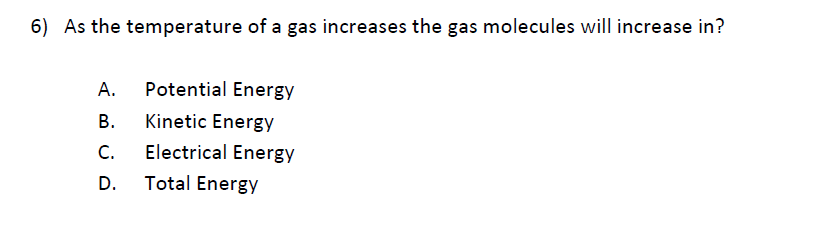 6) As the temperature of a gas increases the gas molecules will increase in?
A. Potential Energy
B. Kinetic Energy
C. Electrical Energy
D. Total Energy